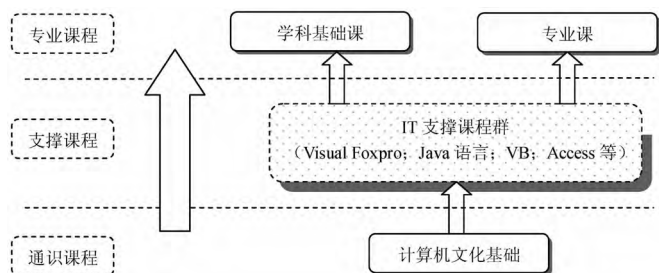 专业课程
学科基础课
专业课
支撑课程
IT 支撑课程群
（Visual Foxpro；Java 语言；VB；Access 等）
通识课程
计算机文化基础